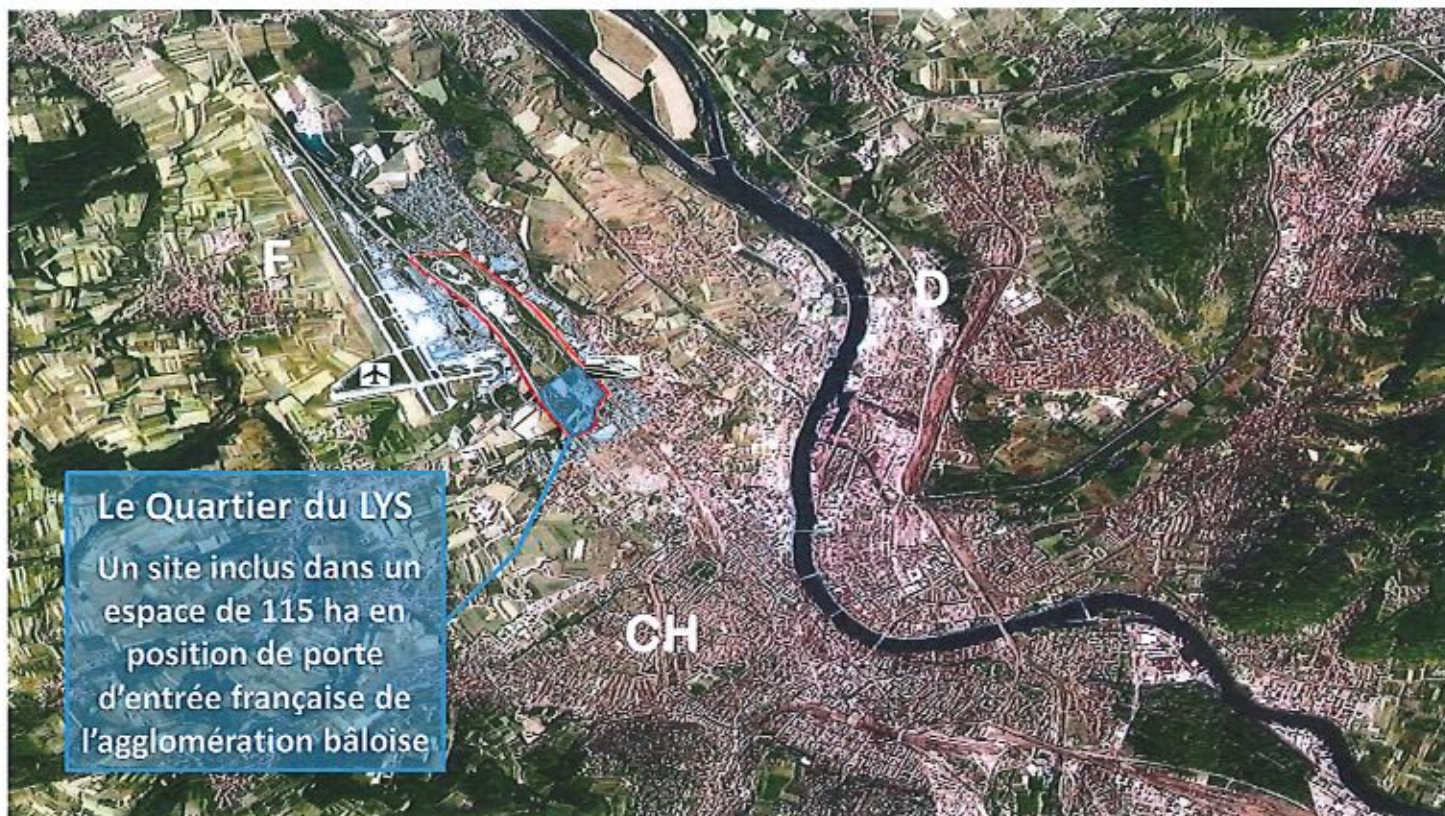 F
D
Le Quartier du LYS
Un site inclus dans un
espace de 115 ha en
position de porte
d'entrée française de
l'agglomération bâloise
CH